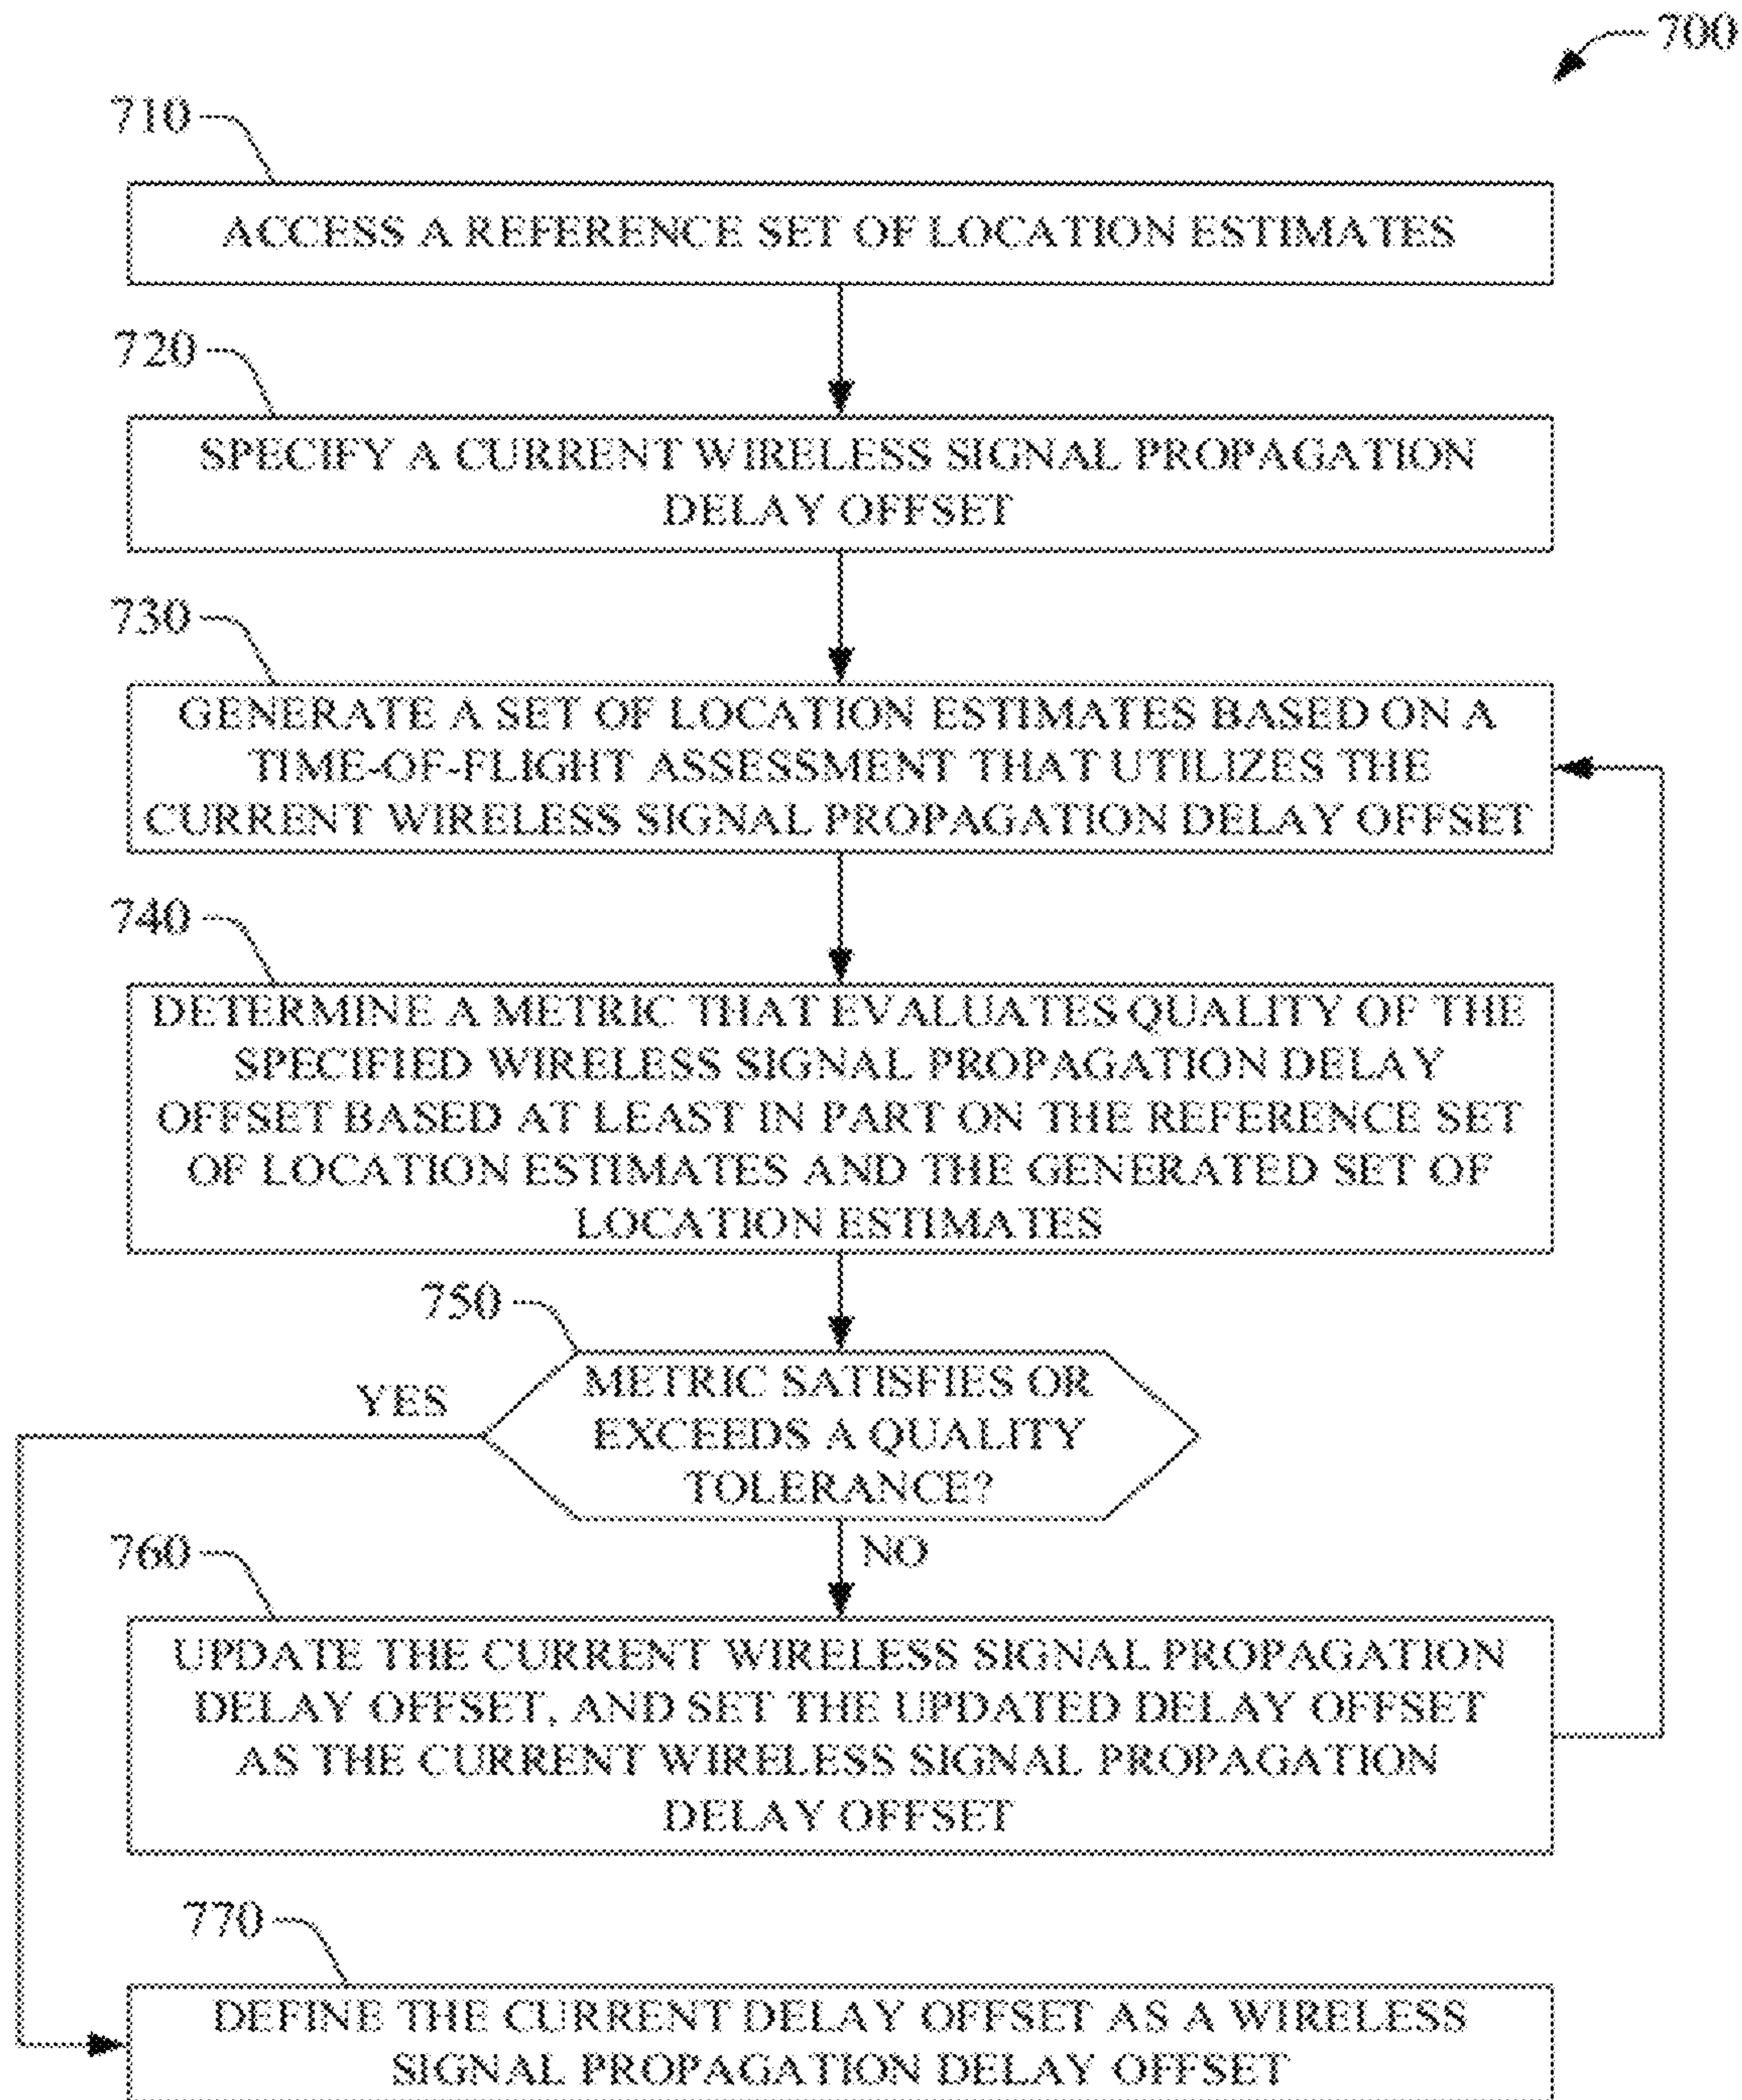 700
710
ACCESS A REFERENCE SET OF LOCATION ESTIMATES
720
SPECIFY A CURRENT WIRELESS SIGNAL PROPAGATION
DELAY OFFSET
730
GENERATE A SET OF LOCATION ESTIMATES BASED ON A
TIME-OF-FLIGHT ASSESSMENT THAT UTILIZES THE
CURRENT WIRELESS SIGNAL PROPAGATION DELAY OFFSET
740
DETERMINE A METRIC THAT EVALUATES QUALITY OF THE
SPECIFIED WIRELESS SIGNAL PROPAGATION DELAY
OFFSET BASED AT LEAST IN PART ON THE REFERENCE SET
OF LOCATION ESTIMATES AND THE GENERATED SET OF
LOCATION ESTIMATES
750
YES
METRIC SATISFIES OR
EXCEEDS A QUALITY
TOLERANCE?
NO
760
UPDATE THE CURRENT WIRELESS SIGNAL PROPAGATION
DELAY OFFSET, AND SET THE UPDATED DELAY OFFSET
AS THE CURRENT WIRELESS SIGNAL PROPAGATION
DELAY OFFSET
770
DEFINE THE CURRENT DELAY OFFSET AS A WIRELESS
SIGNAL PROPAGATION DELAY OFFSET